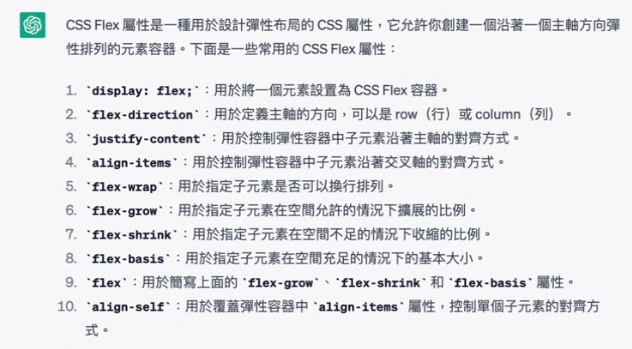 CSS Flex 屬性是一種用於設計彈性布局的 CSS 屬性，它允許你創建一個沿著一個主軸方向彈
性排列的元素容器。下面是一些常用的 CSS Flex 屬性：
1. `display: flex;`：用於將一個元素設置為 CSS Flex 容器。
2. `flex-direction`：用於定義主軸的方向，可以是 row（行）或 column（列）。
3. `justify-content`：用於控制彈性容器中子元素沿著主軸的對齊方式。
4. `align-items`：用於控制彈性容器中子元素沿著交叉軸的對齊方式。
5. `flex-wrap`：用於指定子元素是否可以換行排列。
6. `flex-grow`：用於指定子元素在空間允許的情況下擴展的比例。
7. `flex-shrink`：用於指定子元素在空間不足的情況下收縮的比例。
8. `flex-basis`：用於指定子元素在空間充足的情況下的基本大小。
9. `flex`：用於簡寫上面的 `flex-grow`、`flex-shrink` 和 `flex-basis` 屬性。
10. `align-self`：用於覆蓋彈性容器中 `align-items` 屬性，控制單個子元素的對齊方
式。